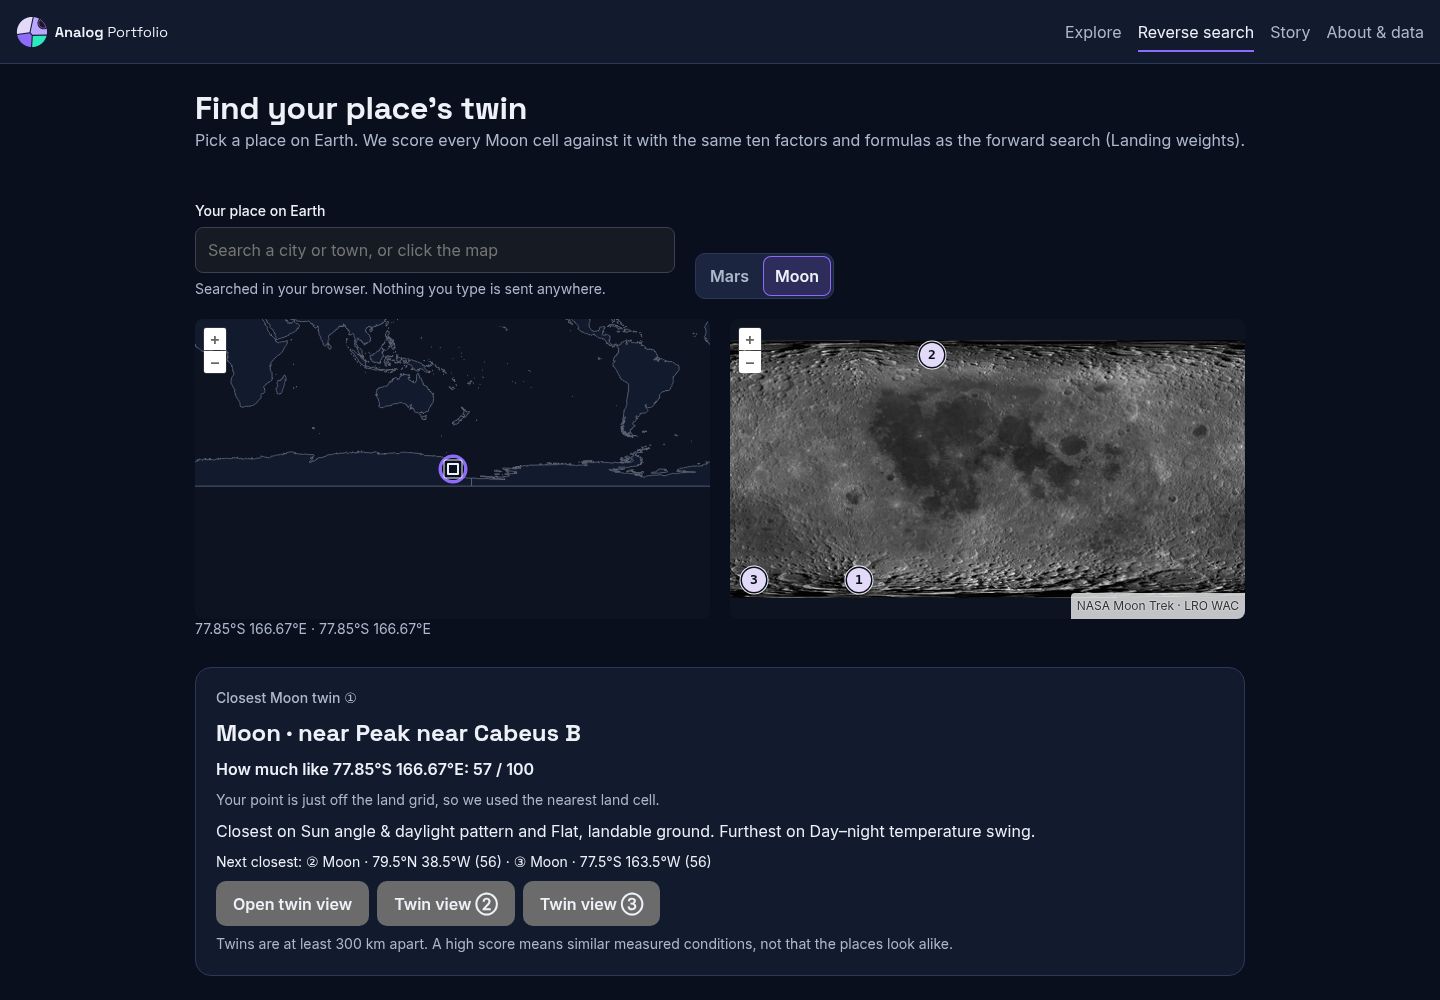 Analog Portfolio
Explore Reverse search Story About & data
Find your place's twin
Pick a place on Earth. We score every Moon cell against it with the same ten factors and formulas as the forward search (Landing weights).
Your place on Earth
Search a city or town, or click the map
Mars Moon
Searched in your browser. Nothing you type is sent anywhere.
+
−
+
−
2
3
1
NASA Moon Trek · LRO WAC
77.85°S 166.67°E · 77.85°S 166.67°E
Closest Moon twin ①
Moon · near Peak near Cabeus B
How much like 77.85°S 166.67°E: 57 / 100
Your point is just off the land grid, so we used the nearest land cell.
Closest on Sun angle & daylight pattern and Flat, landable ground. Furthest on Day–night temperature swing.
Next closest: ② Moon · 79.5°N 38.5°W (56) · ③ Moon · 77.5°S 163.5°W (56)
Open twin view Twin view ② Twin view ③
Twins are at least 300 km apart. A high score means similar measured conditions, not that the places look alike.